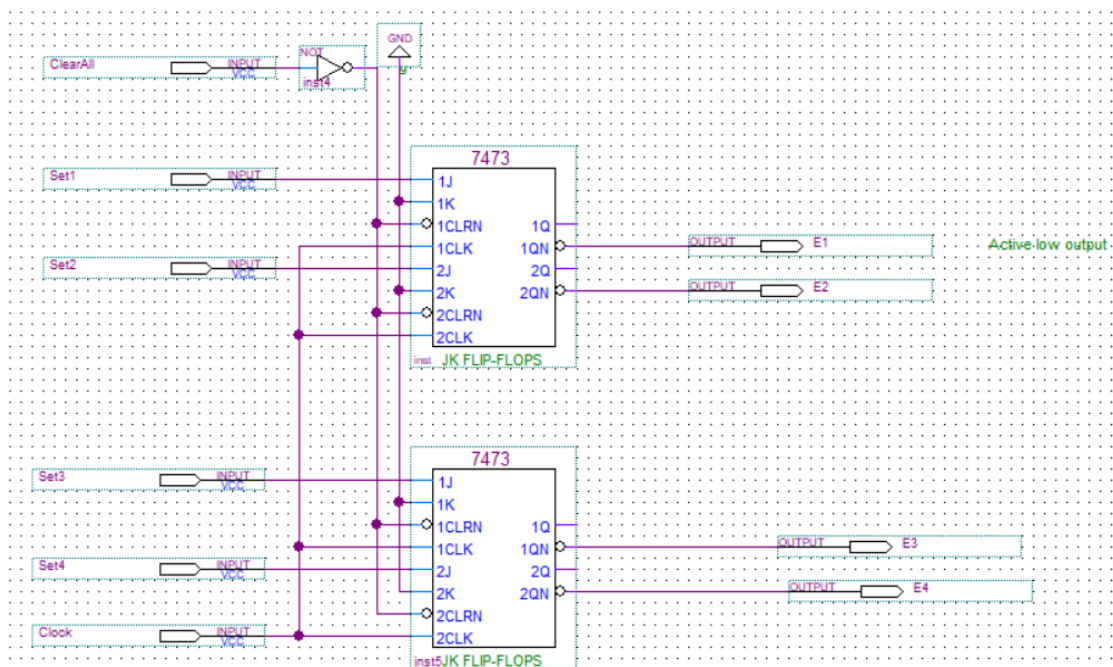 GND
NOT
ClearAll INPUT
VCC
inst4
7473
Set1 INPUT
VCC
1J
1K
1CLRN 1Q
1CLK 1QN OUTPUT E1 Active-low output
Set2 INPUT
VCC
2J 2Q
2K 2QN OUTPUT E2
2CLRN
2CLK
inst JK FLIP-FLOPS
7473
Set3 INPUT
VCC
1J
1K
1CLRN 1Q
1CLK 1QN OUTPUT E3
Set4 INPUT
VCC
2J 2Q
2K 2QN OUTPUT E4
2CLRN
Clock INPUT
VCC
2CLK
inst5 JK FLIP-FLOPS